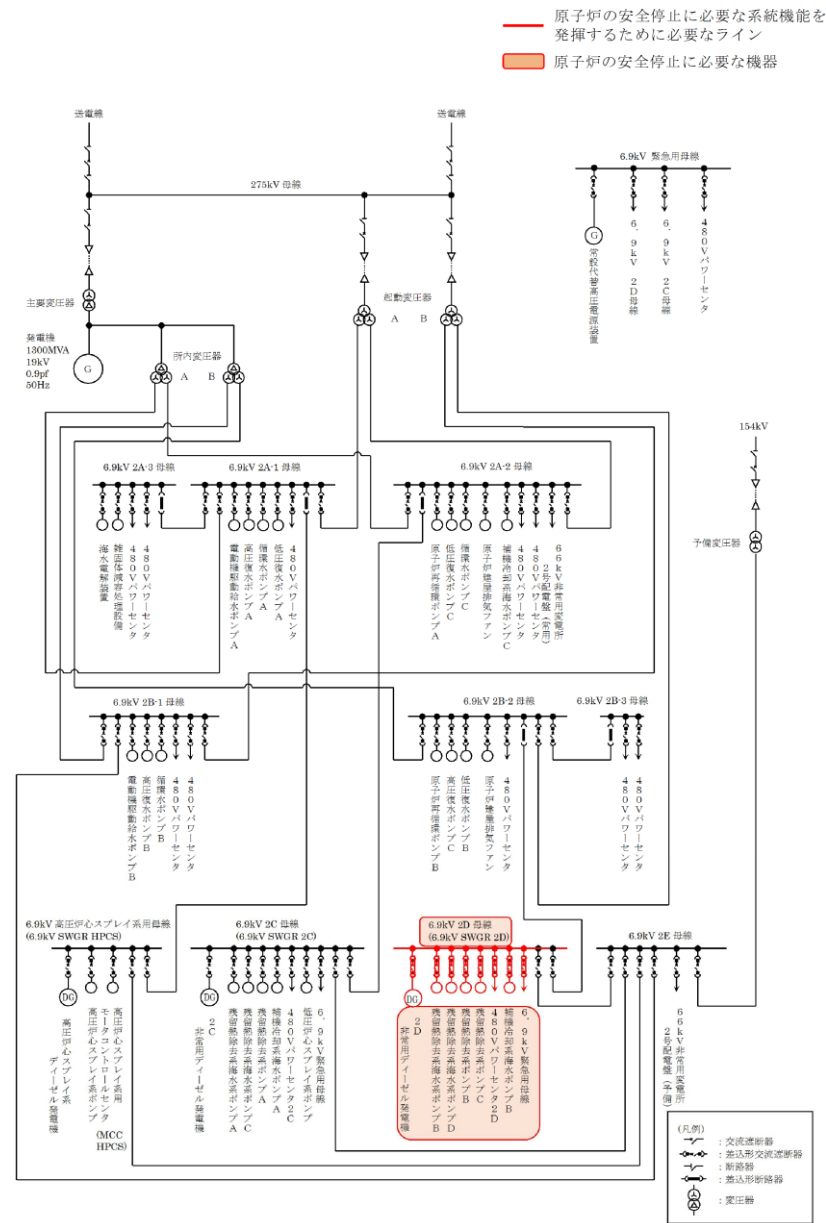 原子炉の安全停止に必要な系統機能を
発揮するために必要なライン
原子炉の安全停止に必要な機器
送電線
送電線
6.9kV 緊急用母線
275kV 母線
G
常設代替高圧電源装置
6.9kV 2D母線
6.9kV 2C母線
480Vパワーセンタ
主要変圧器
起動変圧器
A
B
発電機
1300MVA
19kV
0.9pf
50Hz
G
所内変圧器
A
B
154kV
予備変圧器
6.9kV 2A-3 母線
6.9kV 2A-1 母線
6.9kV 2A-2 母線
海水電解装置
雑固体減容処理設備
480Vパワーセンタ
480Vパワーセンタ
電動機駆動給水ポンプA
高圧復水ポンプA
循環水ポンプA
低圧復水ポンプA
480Vパワーセンタ
原子炉再循環ポンプA
低圧復水ポンプC
循環水ポンプC
原子炉建屋排気ファン
補機冷却系海水ポンプC
480Vパワーセンタ
480Vパワーセンタ
66kV非常用変電所
2号配電盤(常用)
6.9kV 2B-1 母線
6.9kV 2B-2 母線
6.9kV 2B-3 母線
電動機駆動給水ポンプB
高圧復水ポンプB
循環水ポンプB
480Vパワーセンタ
480Vパワーセンタ
原子炉再循環ポンプB
高圧復水ポンプC
低圧復水ポンプB
原子炉建屋排気ファン
480Vパワーセンタ
480Vパワーセンタ
480Vパワーセンタ
6.9kV 高圧炉心スプレイ系用母線
(6.9kV SWGR HPCS)
6.9kV 2C 母線
(6.9kV SWGR 2C)
6.9kV 2D 母線
(6.9kV SWGR 2D)
6.9kV 2E 母線
DG
高圧炉心スプレイ系
ディーゼル発電機
高圧炉心スプレイ系ポンプ
高圧炉心スプレイ系用
モータコントロールセンタ
(MCC
HPCS)
DG
2C
非常用ディーゼル発電機
残留熱除去系海水系ポンプA
残留熱除去系海水系ポンプC
残留熱除去系ポンプA
補機冷却系海水ポンプA
480Vパワーセンタ2C
低圧炉心スプレイ系ポンプ
6.9kV緊急用母線
DG
2D
非常用ディーゼル発電機
残留熱除去系海水系ポンプB
残留熱除去系海水系ポンプD
残留熱除去系ポンプB
残留熱除去系ポンプC
480Vパワーセンタ2D
補機冷却系海水ポンプB
6.9kV緊急用母線
66kV非常用変電所
2号配電盤(予備)
(凡例)
:交流遮断器
:差込形交流遮断器
:断路器
:差込形断路器
:変圧器